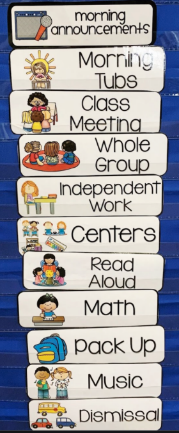 morning
announcements
Morning
Tubs
Class
Meeting
Whole
Group
Independent
Work
Centers
Read
Aloud
Math
Pack Up
Music
Dismissal